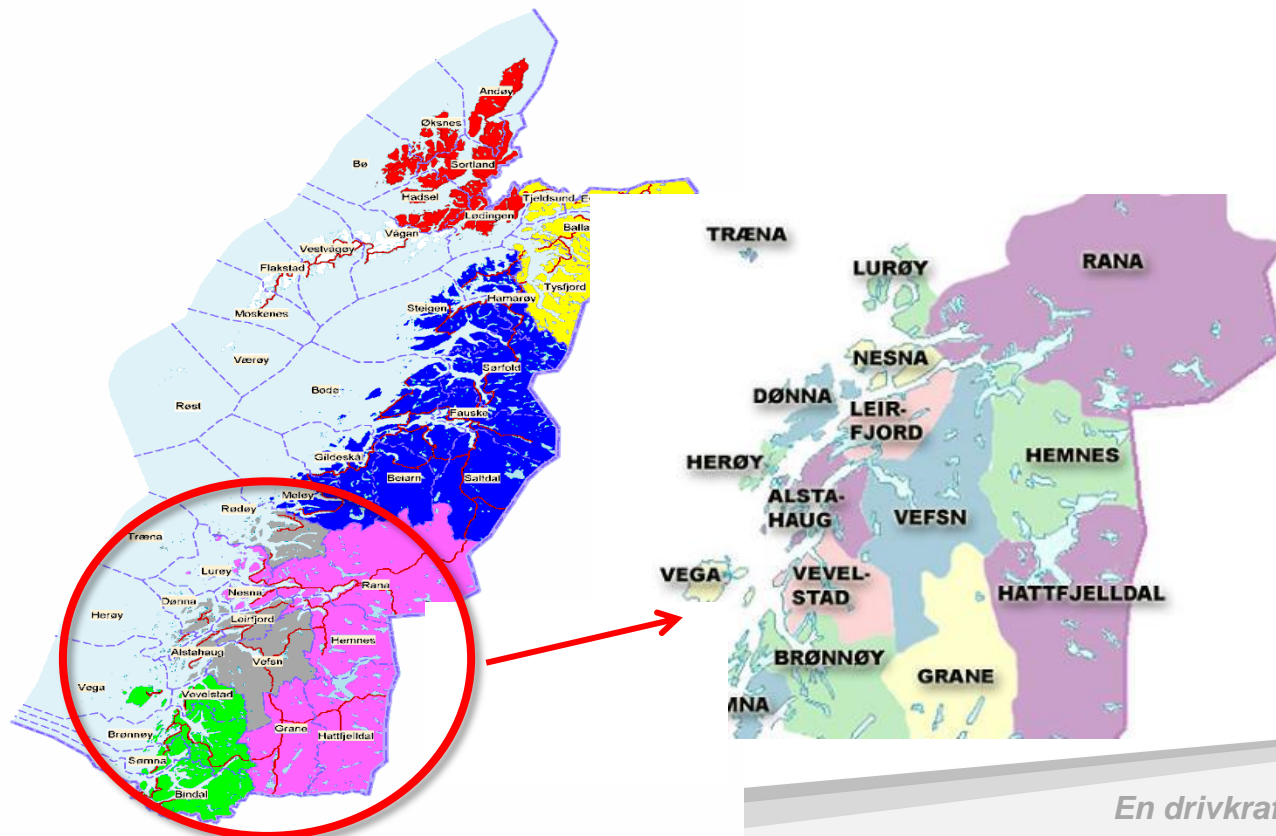 Andøy
Øksnes
Bø
Sortland
Hadsel
Tjeldsund
Lødingen
Vågan
Balla
Vestvågøy
Flakstad
Tysfjord
Hamarøy
Steigen
Moskenes
Værøy
Sørfold
Bodø
Røst
Fauske
Gildeskål
Beiarn
Saltdal
Meløy
Rødøy
Træna
Lurøy
Rana
Nesna
Dønna
Herøy
Leirfjord
Hemnes
Alstahaug
Vefsn
Vega
Vevelstad
Grane
Brønnøy
Hattfjelldal
Sømna
Bindal
TRÆNA
RANA
LURØY
NESNA
DØNNA
LEIR-
FJORD
HERØY
HEMNES
ALSTA-
HAUG
VEFSN
VEGA
VEVEL-
STAD
HATTFJELLDAL
BRØNNØY
GRANE
MNA
En drivkraf